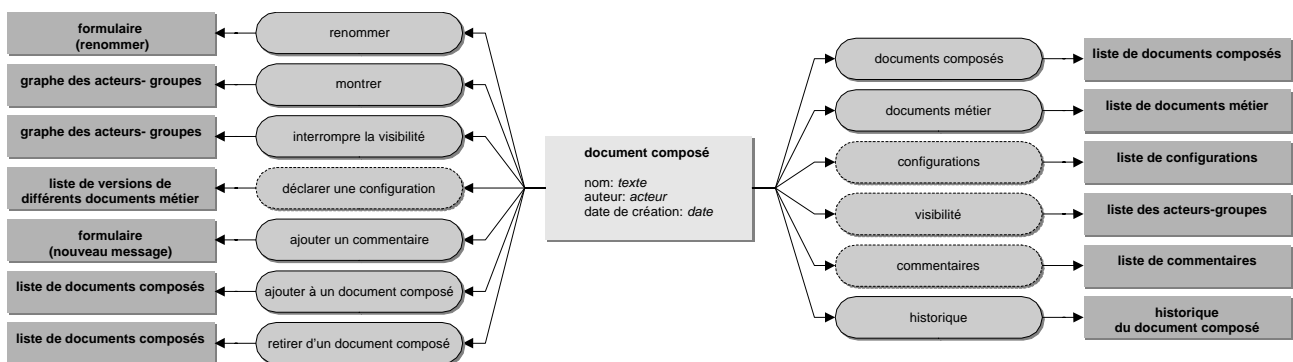 formulaire
(renommer)
renommer
graphe des acteurs- groupes
montrer
graphe des acteurs- groupes
interrompre la visibilité
liste de versions de
différents documents métier
déclarer une configuration
formulaire
(nouveau message)
ajouter un commentaire
liste de documents composés
ajouter à un document composé
liste de documents composés
retirer d'un document composé
document composé
nom: texte
auteur: acteur
date de création: date
documents composés
liste de documents composés
documents métier
liste de documents métier
configurations
liste de configurations
visibilité
liste des acteurs-groupes
commentaires
liste de commentaires
historique
historique
du document composé